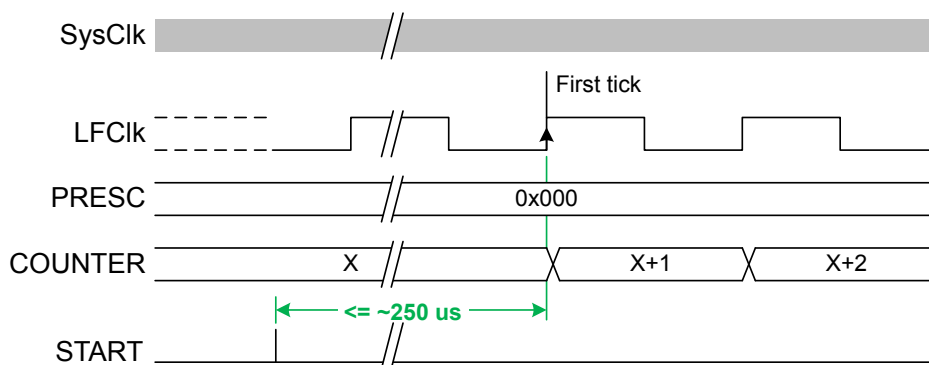 SysClk
First tick
LFClk
PRESC
0x000
COUNTER
X
X+1
X+2
<= ~250 us
START